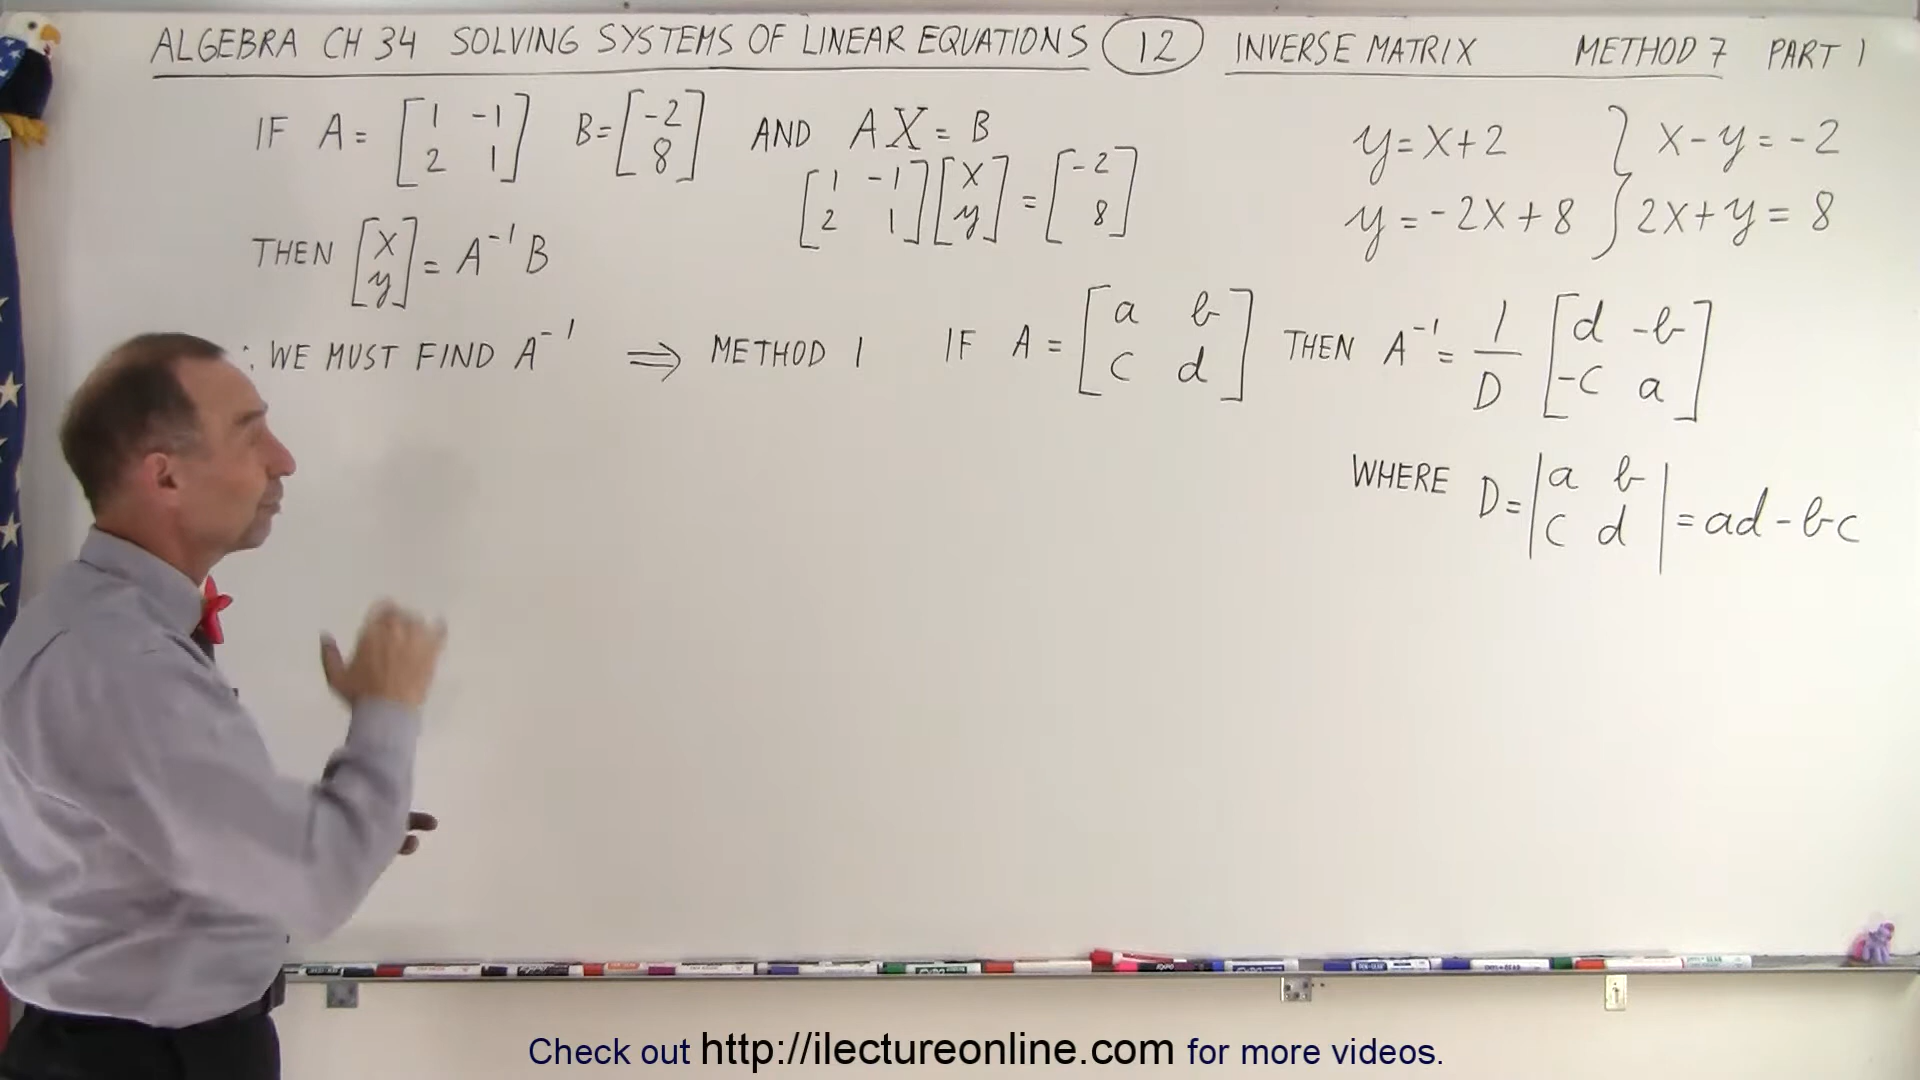 ALGEBRA CH 34 SOLVING SYSTEMS OF LINEAR EQUATIONS 12 INVERSE MATRIX METHOD 7 PART 1
IF A = [1 -1; 2 1] B = [-2; 8] AND AX = B
[1 -1; 2 1] [x; y] = [-2; 8]
y = x + 2 } x - y = -2
y = -2x + 8 } 2x + y = 8
THEN [x; y] = A⁻¹ B
∴ WE MUST FIND A⁻¹ ⇒ METHOD 1 IF A = [a b; c d] THEN A⁻¹ = 1/D [d -b; -c a]
WHERE D = |a b; c d| = ad - bc
Check out http://ilectureonline.com for more videos.